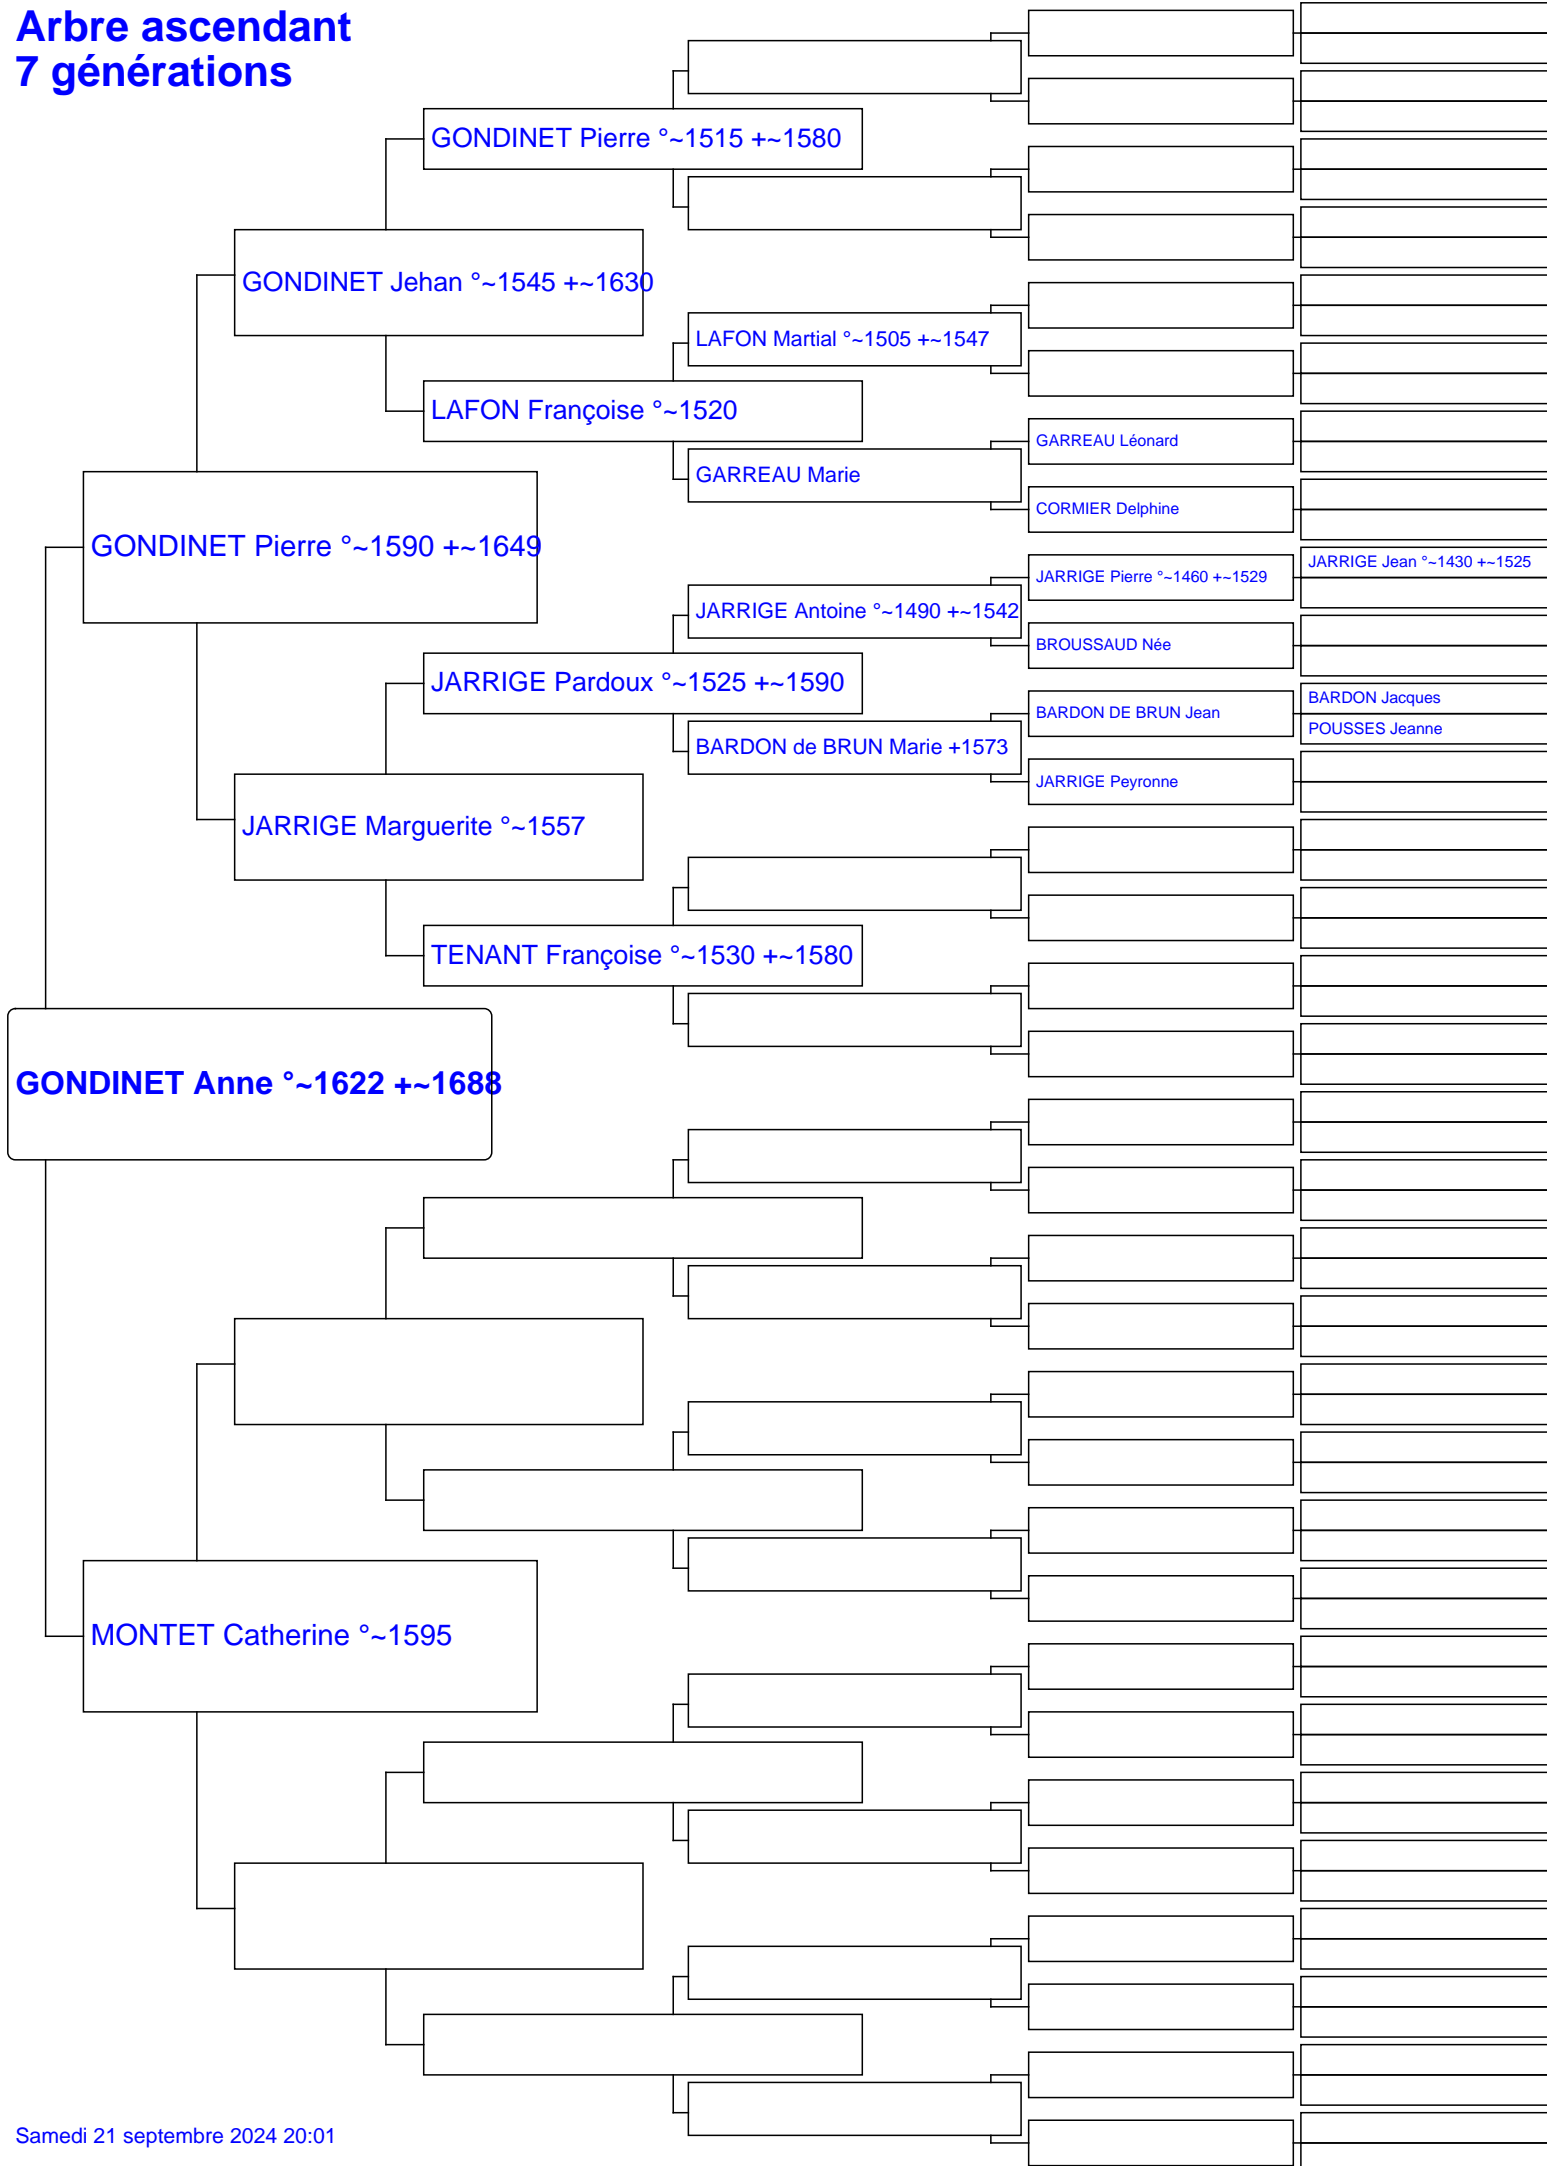 Arbre ascendant
7 générations
GONDINET Pierre °~1515 +~1580
GONDINET Jehan °~1545 +~1630
LAFON Martial °~1505 +~1547
LAFON Françoise °~1520
GARREAU Léonard
GARREAU Marie
CORMIER Delphine
GONDINET Pierre °~1590 +~1649
JARRIGE Jean °~1430 +~1525
JARRIGE Pierre °~1460 +~1529
JARRIGE Antoine °~1490 +~1542
BROUSSAUD Née
JARRIGE Pardoux °~1525 +~1590
BARDON Jacques
BARDON DE BRUN Jean
POUSSES Jeanne
BARDON de BRUN Marie +1573
JARRIGE Peyronne
JARRIGE Marguerite °~1557
TENANT Françoise °~1530 +~1580
GONDINET Anne °~1622 +~1688
MONTET Catherine °~1595
Samedi 21 septembre 2024 20:01